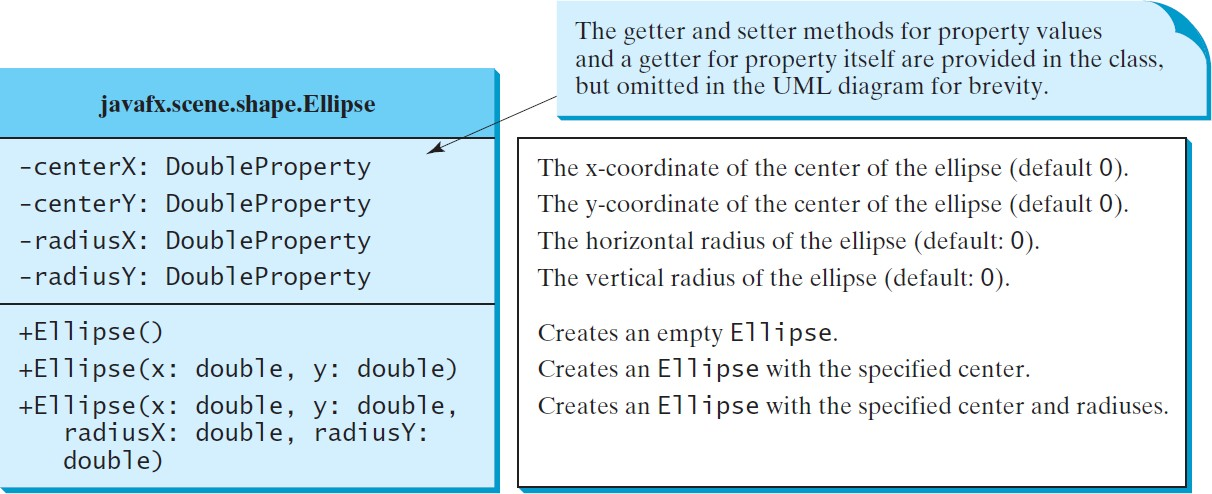 The getter and setter methods for property values
and a getter for property itself are provided in the class,
but omitted in the UML diagram for brevity.
javafx.scene.shape.Ellipse
-centerX: DoubleProperty
-centerY: DoubleProperty
-radiusX: DoubleProperty
-radiusY: DoubleProperty
The x-coordinate of the center of the ellipse (default 0).
The y-coordinate of the center of the ellipse (default 0).
The horizontal radius of the ellipse (default: 0).
The vertical radius of the ellipse (default: 0).
+Ellipse()
+Ellipse(x: double, y: double)
+Ellipse(x: double, y: double,
radiusX: double, radiusY:
double)
Creates an empty Ellipse.
Creates an Ellipse with the specified center.
Creates an Ellipse with the specified center and radiuses.